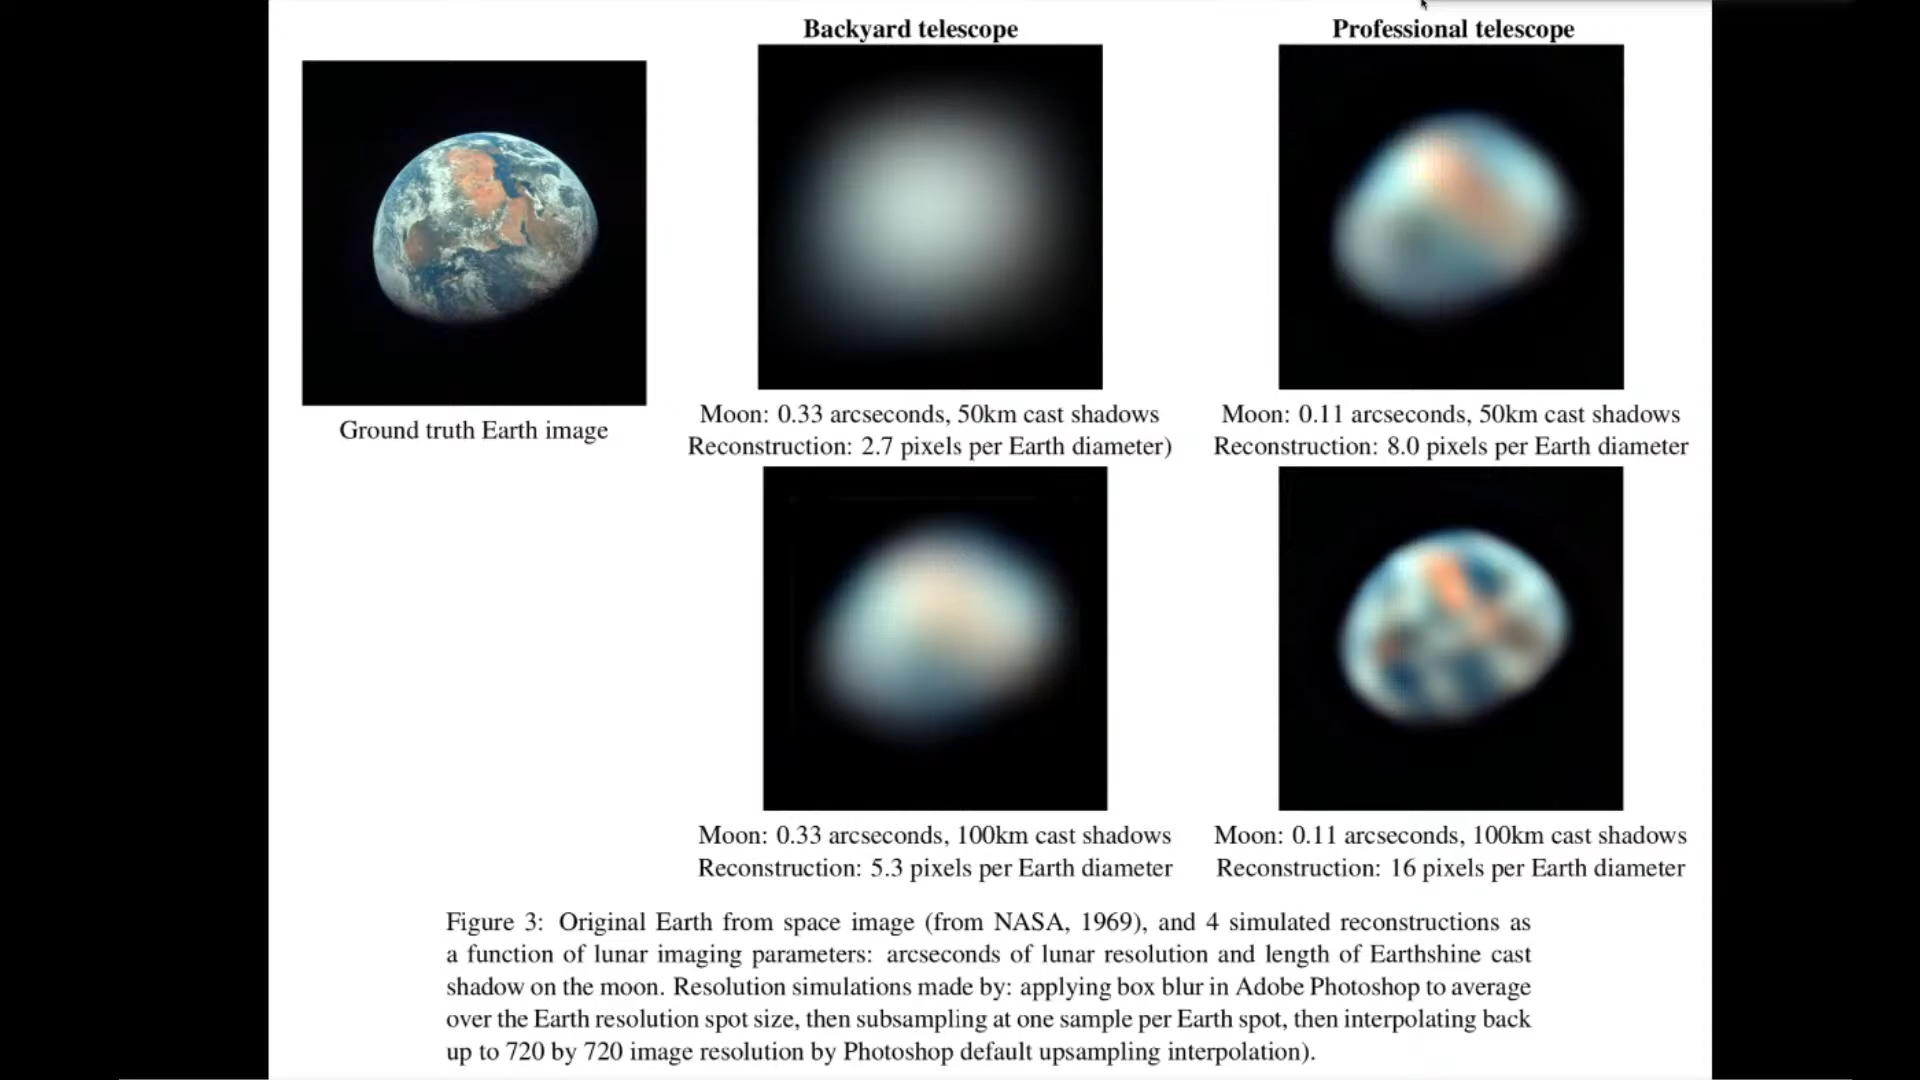 Backyard telescope
Professional telescope
Ground truth Earth image
Moon: 0.33 arcseconds, 50km cast shadows
Reconstruction: 2.7 pixels per Earth diameter)
Moon: 0.11 arcseconds, 50km cast shadows
Reconstruction: 8.0 pixels per Earth diameter
Moon: 0.33 arcseconds, 100km cast shadows
Reconstruction: 5.3 pixels per Earth diameter
Moon: 0.11 arcseconds, 100km cast shadows
Reconstruction: 16 pixels per Earth diameter
Figure 3: Original Earth from space image (from NASA, 1969), and 4 simulated reconstructions as
a function of lunar imaging parameters: arcseconds of lunar resolution and length of Earthshine cast
shadow on the moon. Resolution simulations made by: applying box blur in Adobe Photoshop to average
over the Earth resolution spot size, then subsampling at one sample per Earth spot, then interpolating back
up to 720 by 720 image resolution by Photoshop default upsampling interpolation).